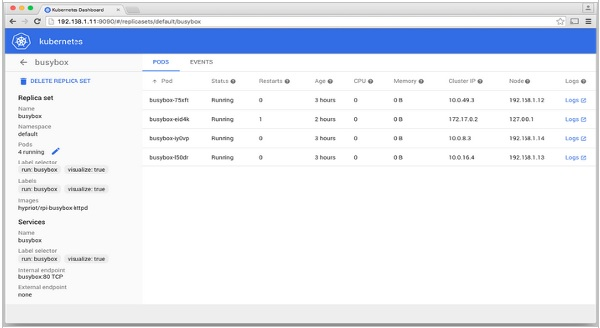 Kubernetes Dashboard
192.138.1.11:9090/#/replicasets/default/busybox
kubernetes
busybox
PODS EVENTS
DELETE REPLICA SET
Pod Status Restarts Age CPU Memory Cluster IP Node Logs
Replica set
busybox-75xfi Running 0 3 hours 0 0 B 10.0.49.3 192.138.1.12 Logs
Name
busybox
busybox-eid4k Running 1 2 hours 0 0 B 172.17.0.2 127.00.1 Logs
Namespace
default
busybox-iy0vp Running 0 3 hours 0 0 B 10.0.8.3 192.138.1.14 Logs
Pods
4 running
busybox-l50dr Running 0 3 hours 0 0 B 10.0.16.4 192.138.1.13 Logs
Label selector
run: busybox visualize: true
Labels
run: busybox visualize: true
Images
hypriot/rpi-busybox-httpd
Services
Name
busybox
Label selector
run: busybox visualize: true
Internal endpoint
busybox:80 TCP
External endpoint
none